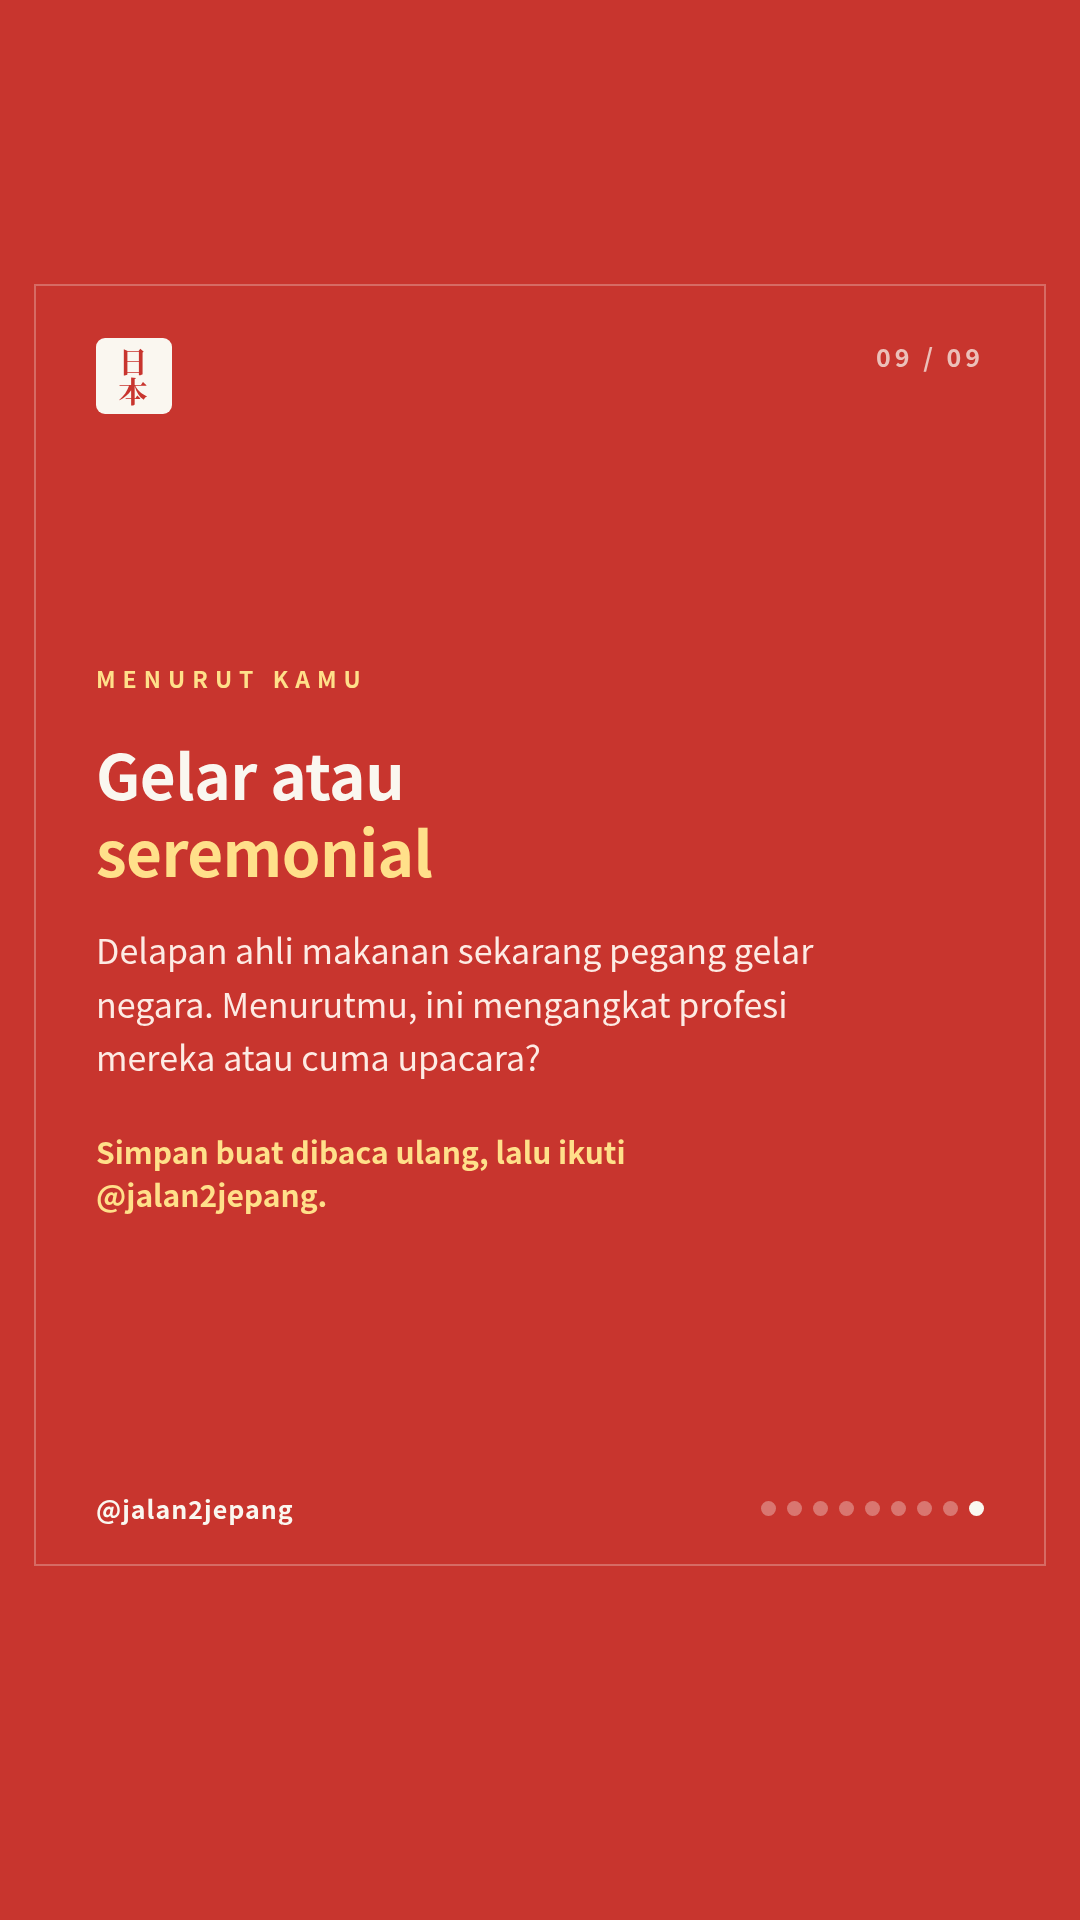 日
本
09 / 09
MENURUT KAMU
Gelar atau
seremonial
Delapan ahli makanan sekarang pegang gelar
negara. Menurutmu, ini mengangkat profesi
mereka atau cuma upacara?
Simpan buat dibaca ulang, lalu ikuti
@jalan2jepang.
@jalan2jepang